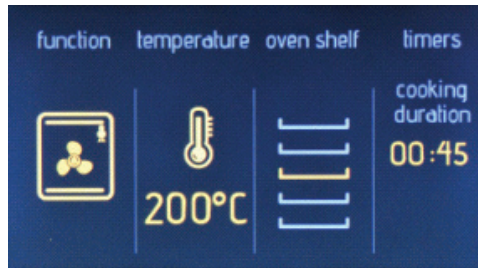 function temperature oven shelf timers
cooking
duration
00:45
200°C